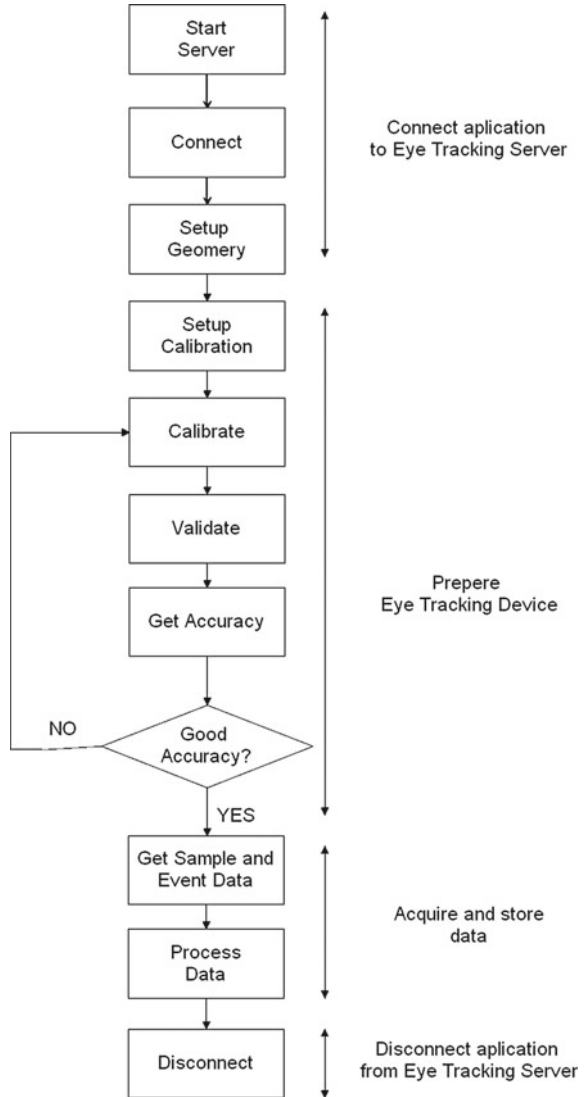 Start
Server
Connect
Connect aplication
to Eye Tracking Server
Setup
Geomery
Setup
Calibration
Calibrate
Validate
Prepere
Eye Tracking Device
Get Accuracy
NO
Good
Accuracy?
YES
Get Sample and
Event Data
Acquire and store
data
Process
Data
Disconnect
Disconnect aplication
from Eye Tracking Server